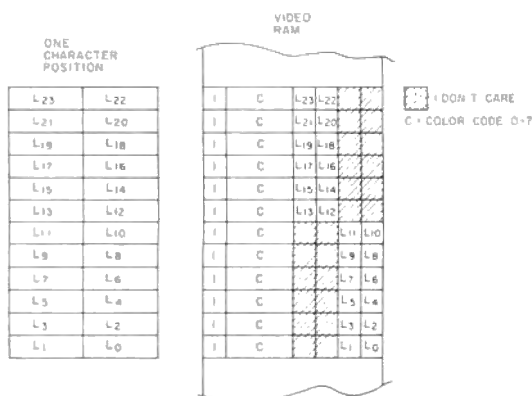 VIDEO
RAM
ONE
CHARACTER
POSITION
L23 L22 1 C L23 L22 : DON'T CARE
L21 L20 1 C L21 L20 C : COLOR CODE 0-7
L19 L18 1 C L19 L18
L17 L16 1 C L17 L16
L15 L14 1 C L15 L14
L13 L12 1 C L13 L12
L11 L10 1 C L11 L10
L9 L8 1 C L9 L8
L7 L6 1 C L7 L6
L5 L4 1 C L5 L4
L3 L2 1 C L3 L2
L1 L0 1 C L1 L0